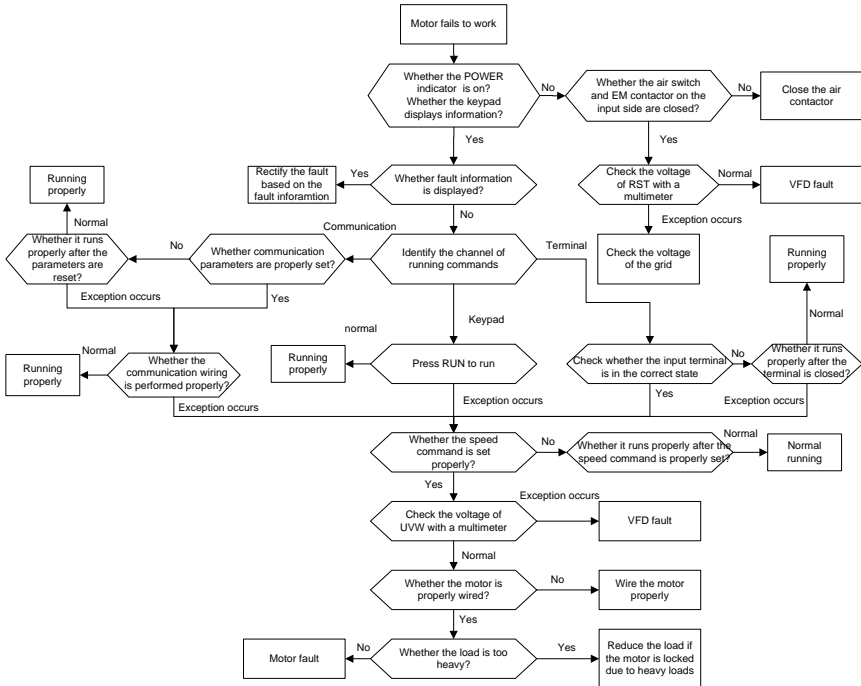 Motor fails to work
Whether the POWER
indicator is on?
Whether the keypad
displays information?
No
Whether the air switch
and EM contactor on the
input side are closed?
No
Close the air
contactor
Yes
Yes
Running
properly
Rectify the fault
based on the
fault inforamtion
Yes
Whether fault information
is displayed?
Check the voltage
of RST with a
multimeter
Normal
VFD fault
Normal
No
Exception occurs
Communication
Terminal
Whether it runs
properly after the
parameters are
reset?
No
Whether communication
parameters are properly set?
Identify the channel of
running commands
Check the voltage
of the grid
Running
properly
Exception occurs
Yes
Keypad
Normal
normal
Running
properly
Normal
Whether the
communication wiring
is performed properly?
Running
properly
Press RUN to run
Check whether the input terminal
is in the correct state
No
Whether it runs
properly after the
terminal is closed?
Exception occurs
Exception occurs
Yes
Exception occurs
Whether the speed
command is set
properly?
No
Whether it runs properly after the
speed command is properly set?
Normal
Normal
running
Yes
Exception occurs
Check the voltage of
UVW with a multimeter
VFD fault
Normal
Whether the motor is
properly wired?
No
Wire the motor
properly
Yes
Motor fault
No
Whether the load is too
heavy?
Yes
Reduce the load if
the motor is locked
due to heavy loads